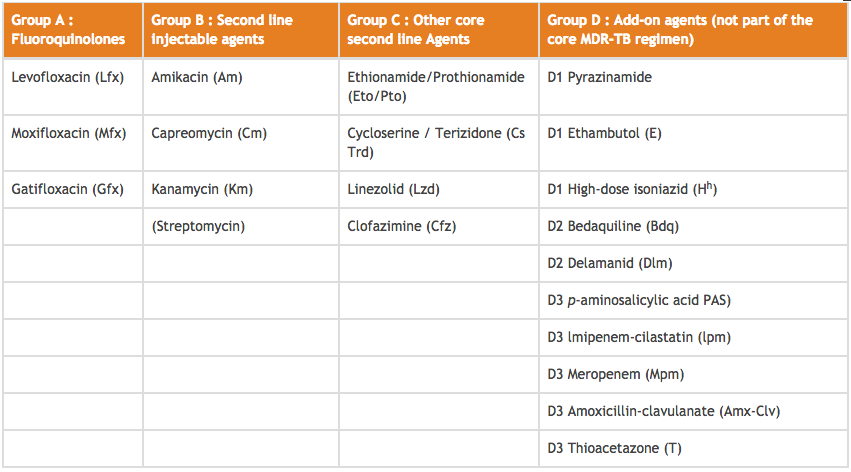 Group A :
Fluoroquinolones
Group B : Second line
injectable agents
Group C : Other core
second line Agents
Group D : Add-on agents (not part of the
core MDR-TB regimen)
Levofloxacin (Lfx)
Amikacin (Am)
Ethionamide/Prothionamide
(Eto/Pto)
D1 Pyrazinamide
Moxifloxacin (Mfx)
Capreomycin (Cm)
Cycloserine / Terizidone (Cs
Trd)
D1 Ethambutol (E)
Gatifloxacin (Gfx)
Kanamycin (Km)
Linezolid (Lzd)
D1 High-dose isoniazid (Hʰ)
(Streptomycin)
Clofazimine (Cfz)
D2 Bedaquiline (Bdq)
D2 Delamanid (Dlm)
D3 p-aminosalicylic acid PAS)
D3 Imipenem-cilastatin (Ipm)
D3 Meropenem (Mpm)
D3 Amoxicillin-clavulanate (Amx-Clv)
D3 Thioacetazone (T)